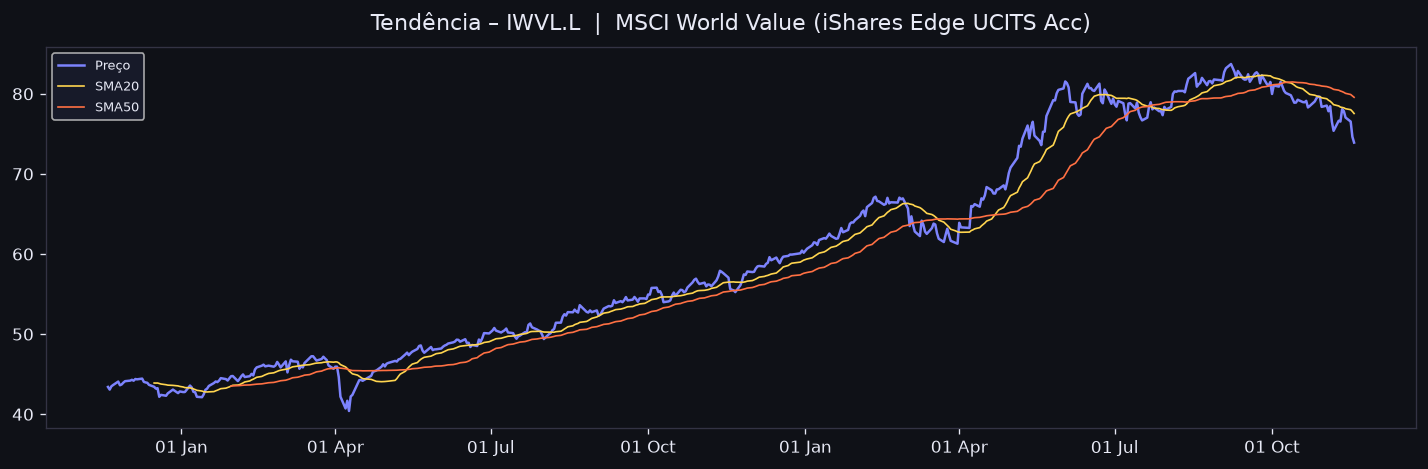 Tendência – IWVL.L | MSCI World Value (iShares Edge UCITS Acc)
Preço
SMA20
SMA50
80
70
60
50
40
01 Jan
01 Apr
01 Jul
01 Oct
01 Jan
01 Apr
01 Jul
01 Oct